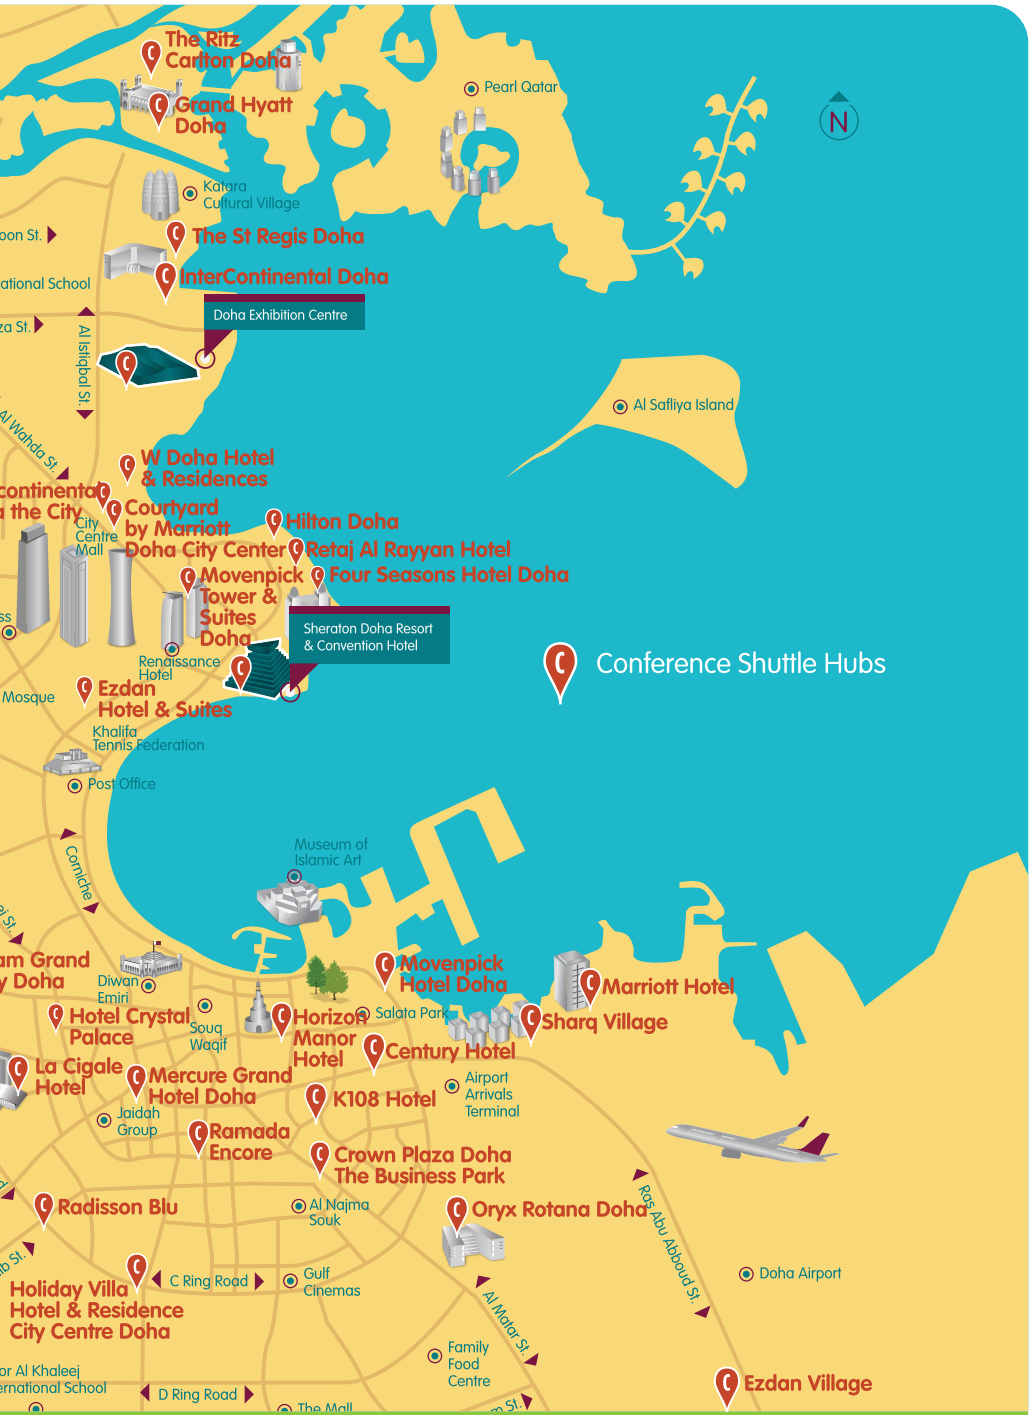 The Ritz
Carlton Doha
Grand Hyatt
Doha
Pearl Qatar
N
Katara
Cultural Village
oon St.
The St Regis Doha
InterContinental Doha
ational School
Doha Exhibition Centre
za St.
Al Istiqbal St.
Al Safliya Island
Al Wahda St.
W Doha Hotel
& Residences
continental
a the City
City
Centre
Mall
Courtyard
by Marriott
Doha City Center
Hilton Doha
Retaj Al Rayyan Hotel
Four Seasons Hotel Doha
Movenpick
Tower &
Suites
Doha
ss
Sheraton Doha Resort
& Convention Hotel
Renaissance
Hotel
Conference Shuttle Hubs
Mosque
Ezdan
Hotel & Suites
Khalifa
Tennis Federation
Post Office
Corniche
Museum of
Islamic Art
ei St.
am Grand
y Doha
Diwan
Emiri
Movenpick
Hotel Doha
Marriott Hotel
Hotel Crystal
Palace
Souq
Waqif
Horizon
Manor
Hotel
Salata Park
Sharq Village
Century Hotel
La Cigale
Hotel
Mercure Grand
Hotel Doha
Airport
Arrivals
Terminal
K108 Hotel
Jaidah
Group
Ramada
Encore
Crown Plaza Doha
The Business Park
d
Radisson Blu
Al Najma
Souk
Oryx Rotana Doha
Ras Abu Abboud St.
ib St.
C Ring Road
Gulf
Cinemas
Doha Airport
Holiday Villa
Hotel & Residence
City Centre Doha
Al Matar St.
Family
Food
Centre
or Al Khaleej
ernational School
D Ring Road
The Mall
m St.
Ezdan Village